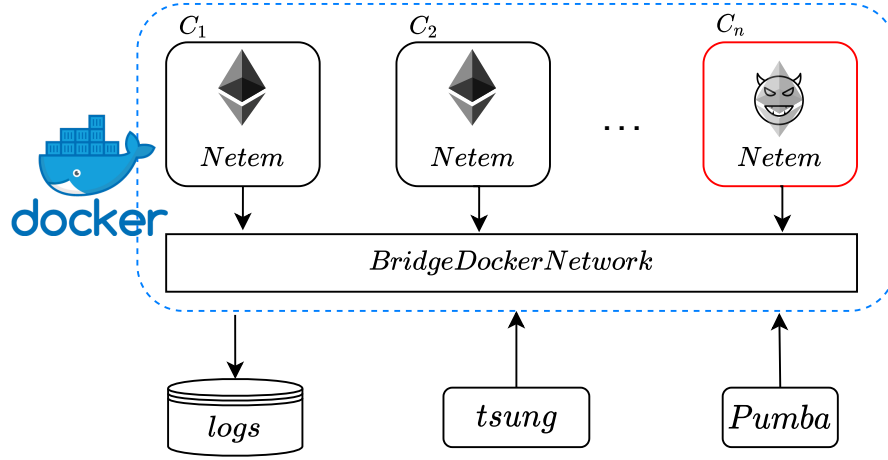 C₁
C₂
Cₙ
Netem
Netem
...
Netem
docker
BridgeDockerNetwork
logs
tsung
Pumba